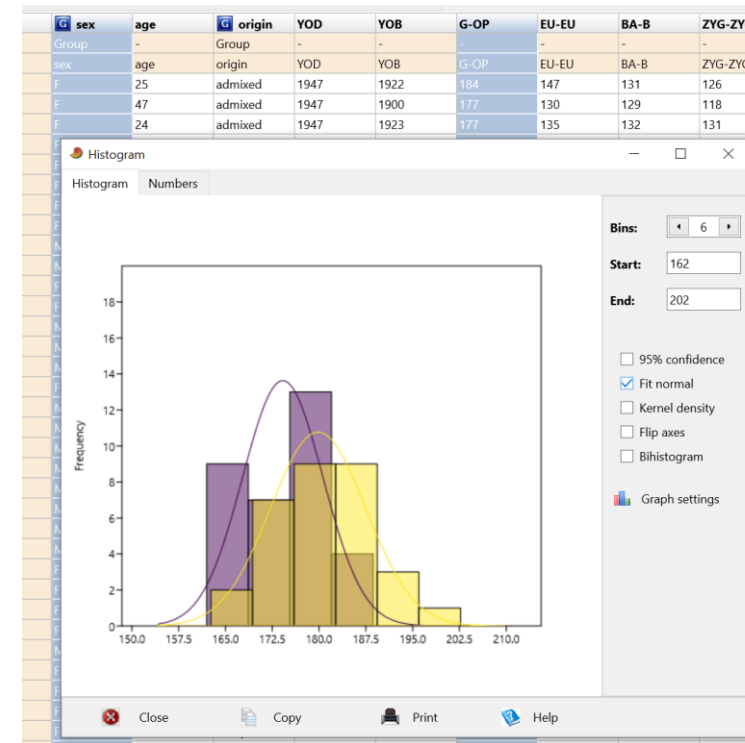 G sex age G origin YOD YOB G-OP EU-EU BA-B ZYG-ZY
Group - Group - - - - - -
sex age origin YOD YOB G-OP EU-EU BA-B ZYG-ZYG
F 25 admixed 1947 1922 184 147 131 126
F 47 admixed 1947 1900 177 130 129 118
F 24 admixed 1947 1923 177 135 132 131
Histogram
Histogram Numbers
Bins: 6
Start: 162
End: 202
95% confidence
Fit normal
Kernel density
Flip axes
Bihistogram
Graph settings
Frequency
18
16
14
12
10
8
6
4
2
0
150.0 157.5 165.0 172.5 180.0 187.5 195.0 202.5 210.0
Close Copy Print Help